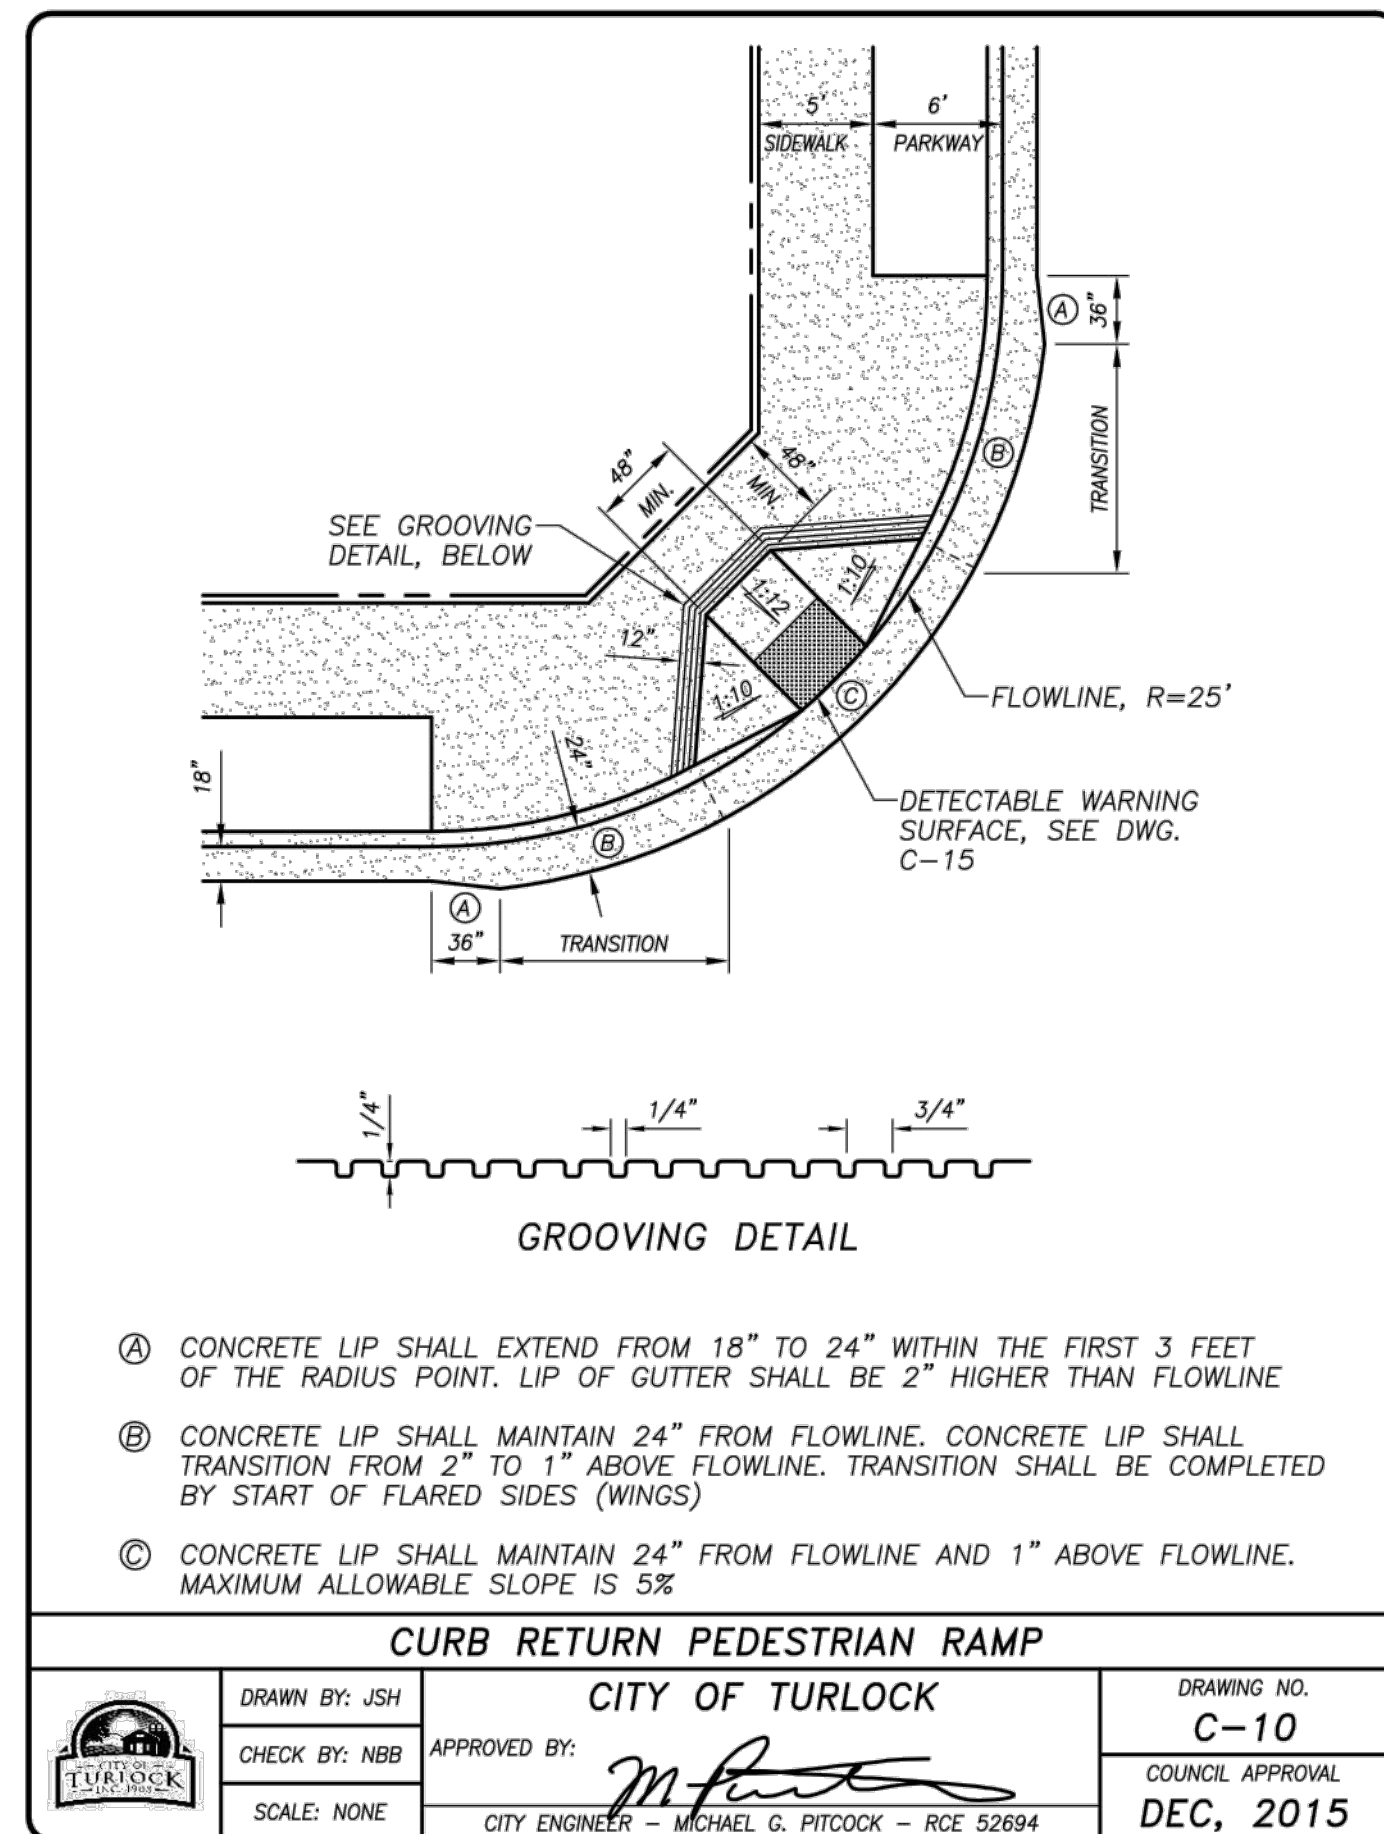 5' 6'
SIDEWALK PARKWAY
A 36"
TRANSITION
B
48"
MIN.
48"
MIN.
SEE GROOVING
DETAIL, BELOW
1:12
1:10
12"
1:10
C
FLOWLINE, R=25'
24"
18"
DETECTABLE WARNING
SURFACE, SEE DWG.
C-15
B
A
36" TRANSITION
1/4" 1/4" 3/4"
GROOVING DETAIL
A CONCRETE LIP SHALL EXTEND FROM 18" TO 24" WITHIN THE FIRST 3 FEET
OF THE RADIUS POINT. LIP OF GUTTER SHALL BE 2" HIGHER THAN FLOWLINE
B CONCRETE LIP SHALL MAINTAIN 24" FROM FLOWLINE. CONCRETE LIP SHALL
TRANSITION FROM 2" TO 1" ABOVE FLOWLINE. TRANSITION SHALL BE COMPLETED
BY START OF FLARED SIDES (WINGS)
C CONCRETE LIP SHALL MAINTAIN 24" FROM FLOWLINE AND 1" ABOVE FLOWLINE.
MAXIMUM ALLOWABLE SLOPE IS 5%
CURB RETURN PEDESTRIAN RAMP
CITY OF
TURLOCK
INC. 1908
DRAWN BY: JSH
CHECK BY: NBB
SCALE: NONE
CITY OF TURLOCK
APPROVED BY:
CITY ENGINEER - MICHAEL G. PITCOCK - RCE 52694
DRAWING NO.
C-10
COUNCIL APPROVAL
DEC, 2015